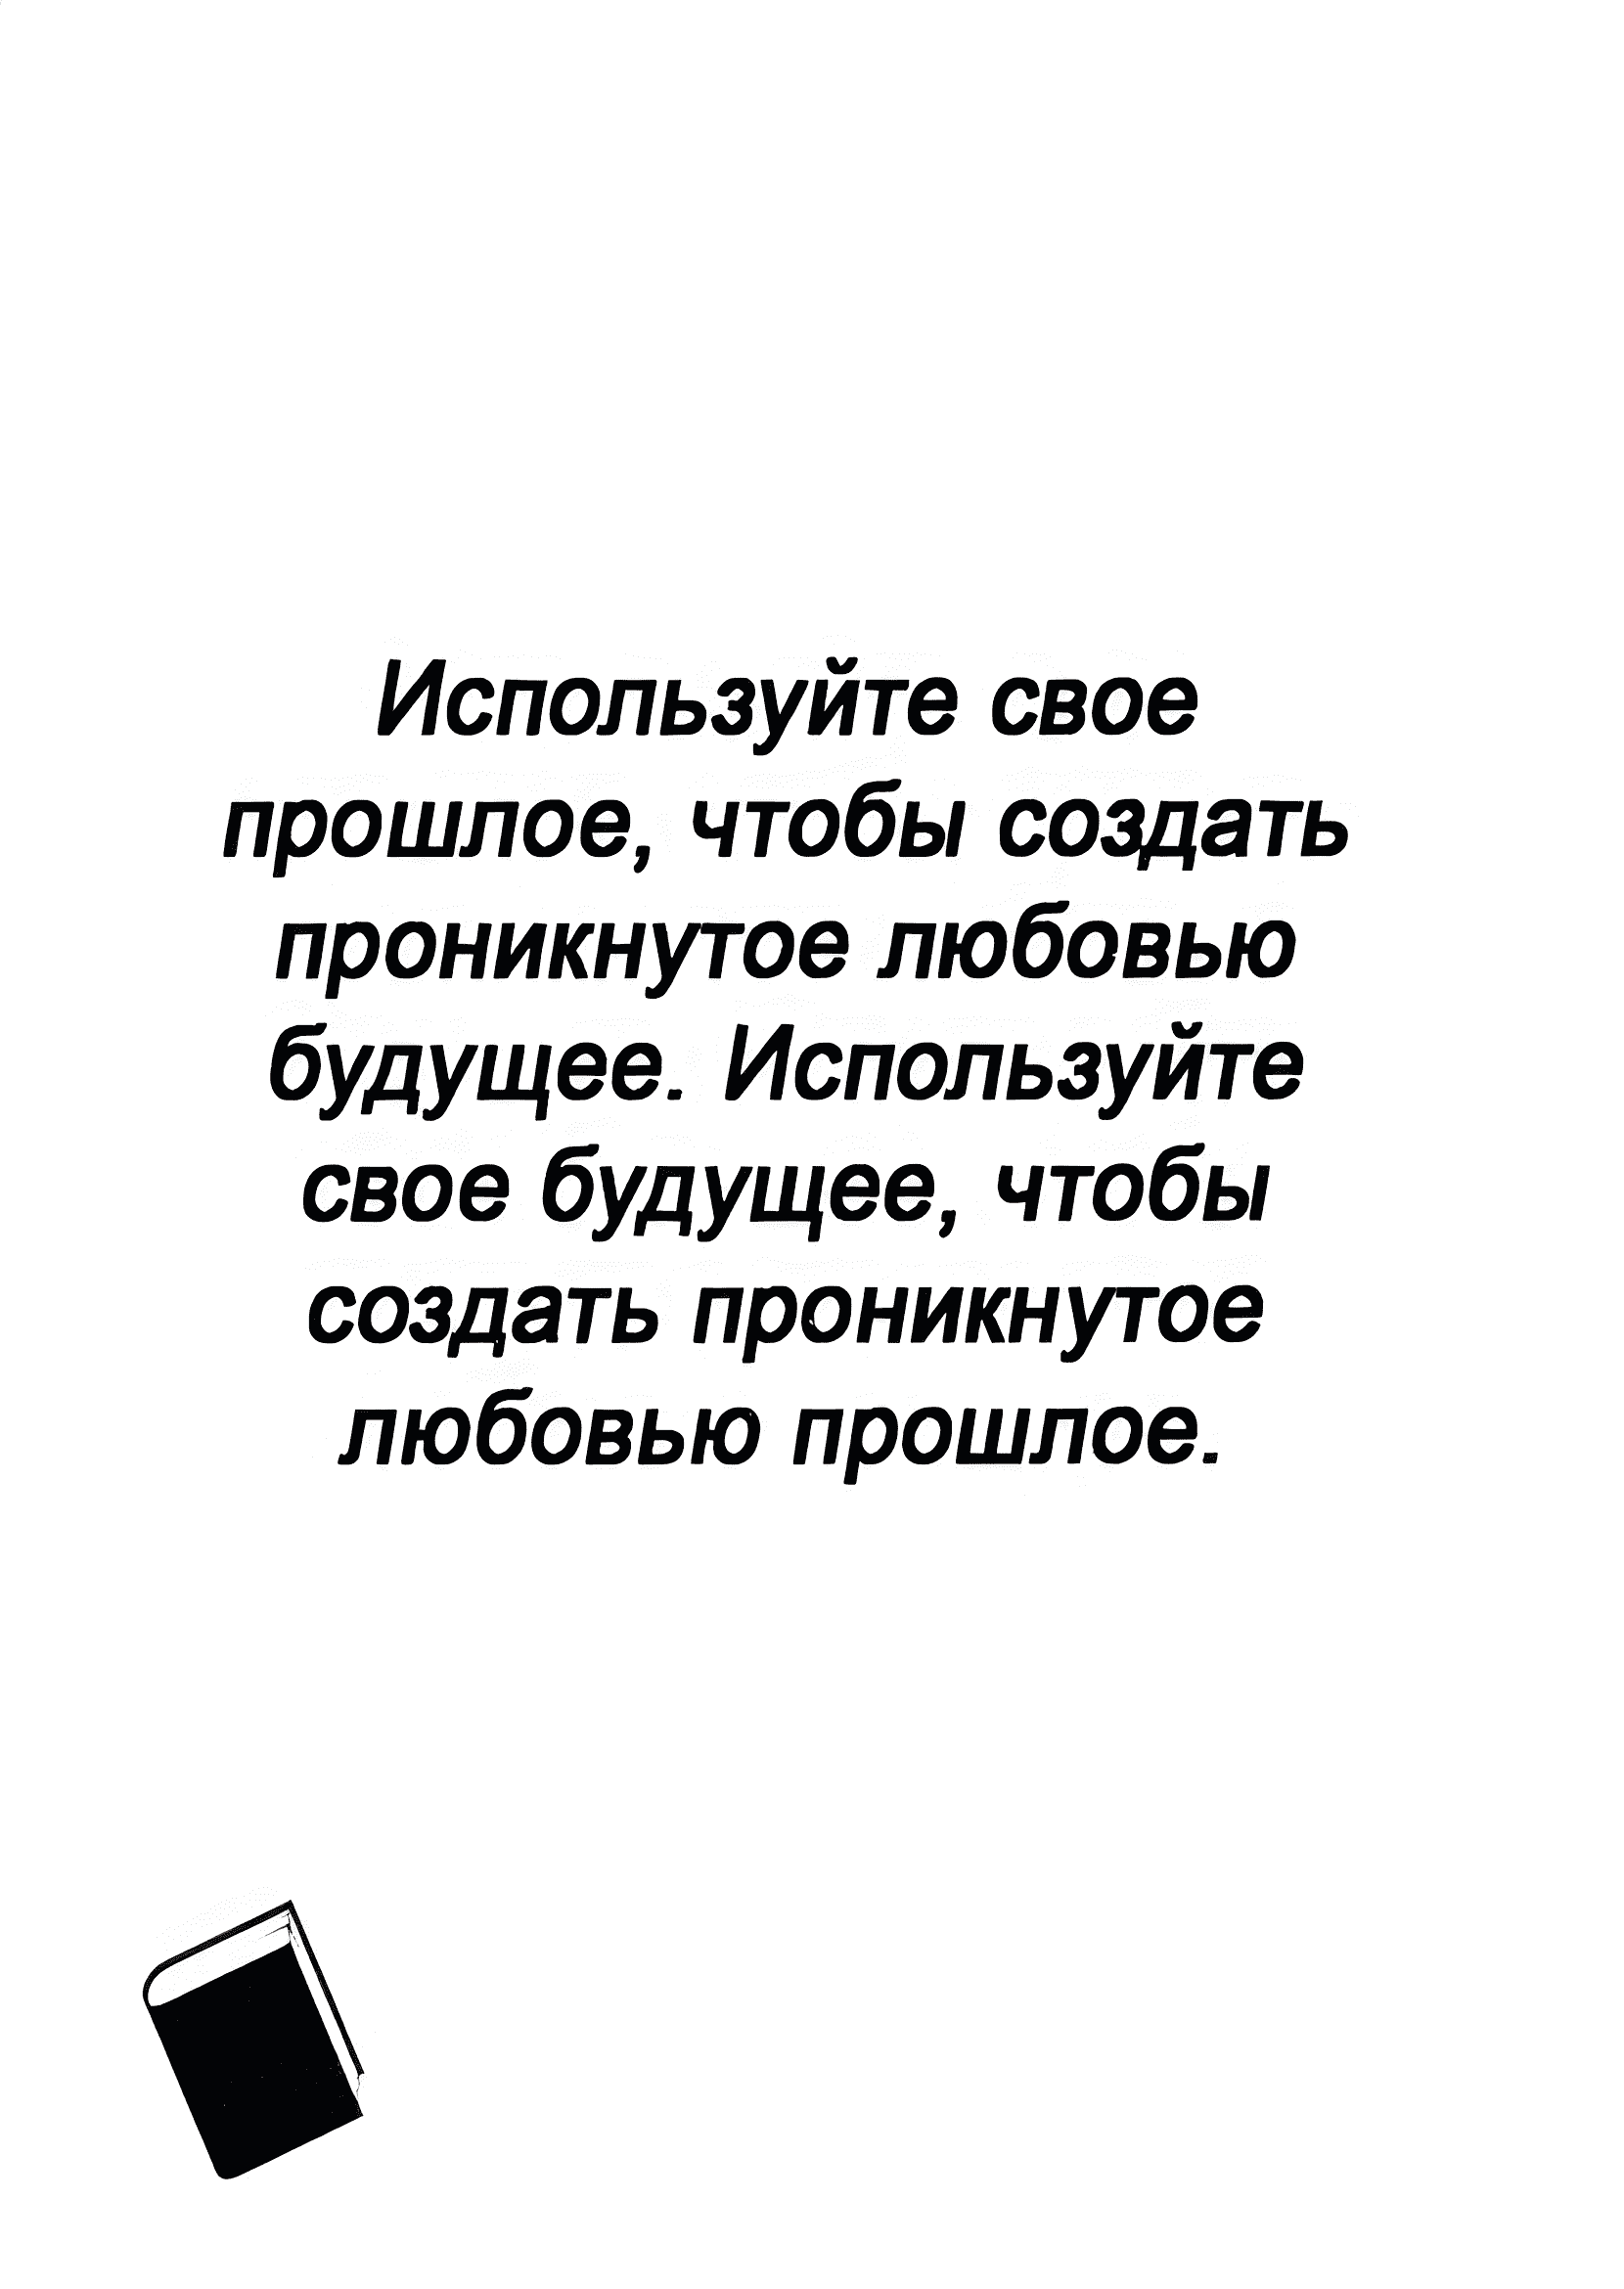 Используйте свое
прошлое, чтобы создать
проникнутое любовью
будущее. Используйте
свое будущее, чтобы
создать проникнутое
любовью прошлое.